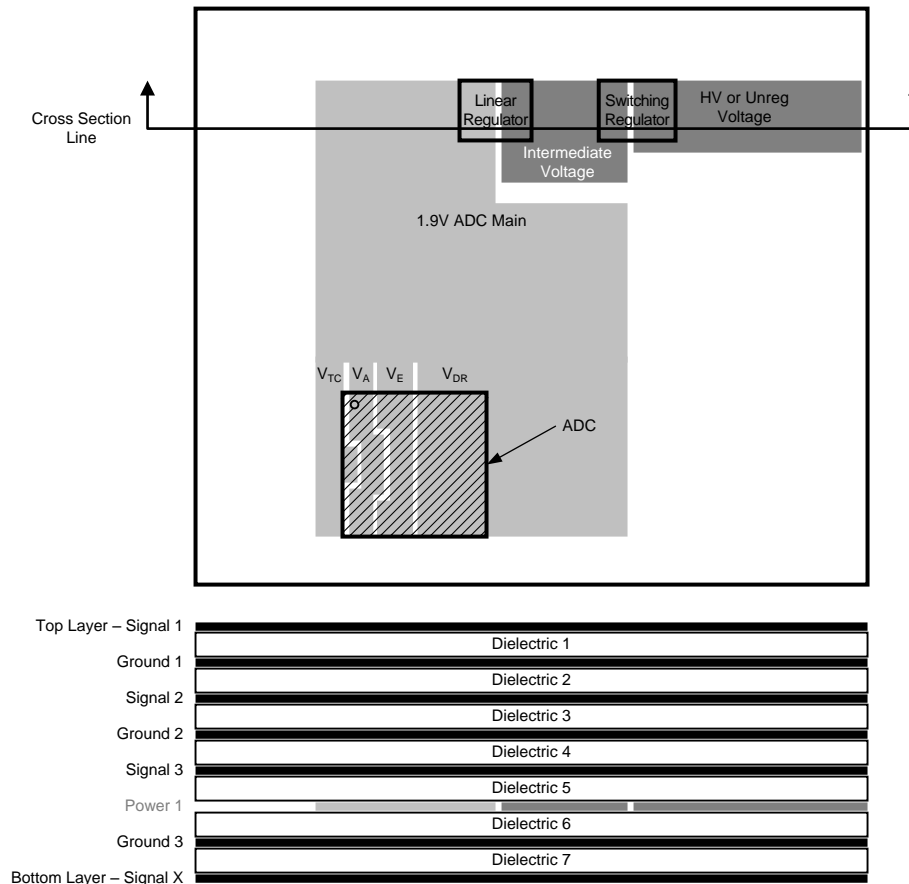 Linear
Regulator
Switching
Regulator
HV or Unreg
Voltage
Cross Section
Line
Intermediate
Voltage
1.9V ADC Main
VTC
VA
VE
VDR
ADC
Top Layer – Signal 1
Dielectric 1
Ground 1
Dielectric 2
Signal 2
Dielectric 3
Ground 2
Dielectric 4
Signal 3
Dielectric 5
Power 1
Dielectric 6
Ground 3
Dielectric 7
Bottom Layer – Signal X